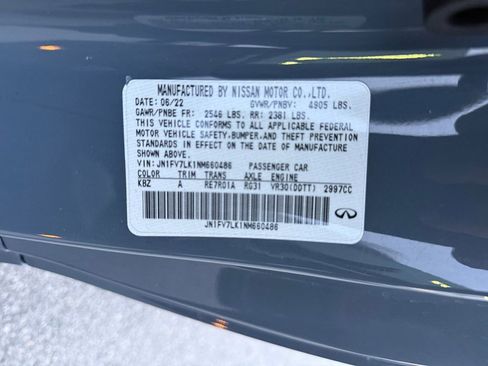 MANUFACTURED BY NISSAN MOTOR CO.,LTD.
DATE: 06/22 GVWR/PNBV: 4905 LBS.
GAWR/PNBE FR: 2546 LBS. RR: 2381 LBS.
THIS VEHICLE CONFORMS TO ALL APPLICABLE FEDERAL
MOTOR VEHICLE SAFETY,BUMPER,AND THEFT PREVENTION
STANDARDS IN EFFECT ON THE DATE OF MANUFACTURE
SHOWN ABOVE.
VIN: JN1FV7LK1NM660486 PASSENGER CAR
COLOR TRIM TRANS AXLE ENGINE
KBZ A RE7R01A RG31 VR30(DDTT) 2997CC
JN1FV7LK1NM660486